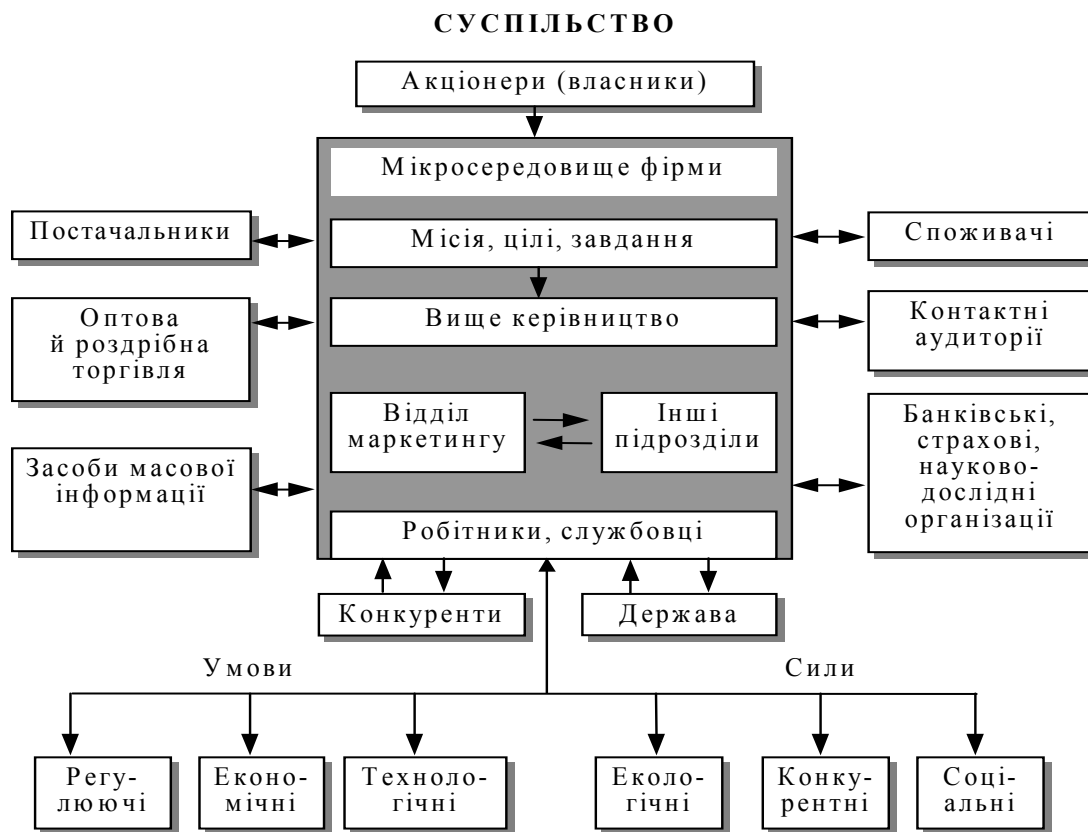 СУСПІЛЬСТВО
Акціонери (власники)
Мікросередовище фірми
Постачальники
Місія, цілі, завдання
Споживачі
Оптова
й роздрібна
торгівля
Вище керівництво
Контактні
аудиторії
Відділ
маркетингу
Інші
підрозділи
Банківські,
страхові,
науково-
дослідні
організації
Засоби масової
інформації
Робітники, службовці
Конкуренти
Держава
Умови
Сили
Регу-
люючі
Еконо-
мічні
Техноло-
гічні
Еколо-
гічні
Конку-
рентні
Соці-
альні